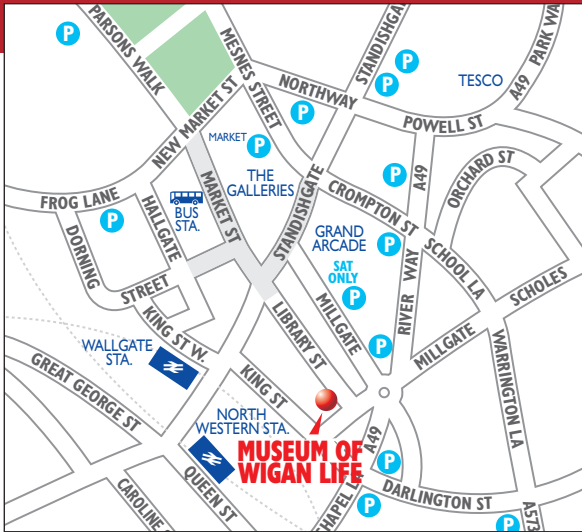 PARSONS WALK
P
MESNES STREET
STANDISHGATE
PARK WA
P
P
TESCO
A49
NORTHWAY
P
POWELL ST
NEW MARKET ST
MARKET
P
THE
GALLERIES
P
A49
ORCHARD ST
FROG LANE
BUS
STA.
HALLGATE
MARKET ST
STANDISHGATE
CROMPTON ST
P
GRAND
ARCADE
P
SCHOOL LA
DORNING
STREET
SAT
ONLY
P
RIVER WAY
SCHOLES
KING ST W.
LIBRARY ST
MILLGATE
P
MILLGATE
WARRINGTON LA
WALLGATE
STA.
GREAT GEORGE ST
KING ST
NORTH
WESTERN STA.
MUSEUM OF
WIGAN LIFE
A49
P
QUEEN ST
CAROLINE
CHAPEL LA
P
DARLINGTON ST
P
A573